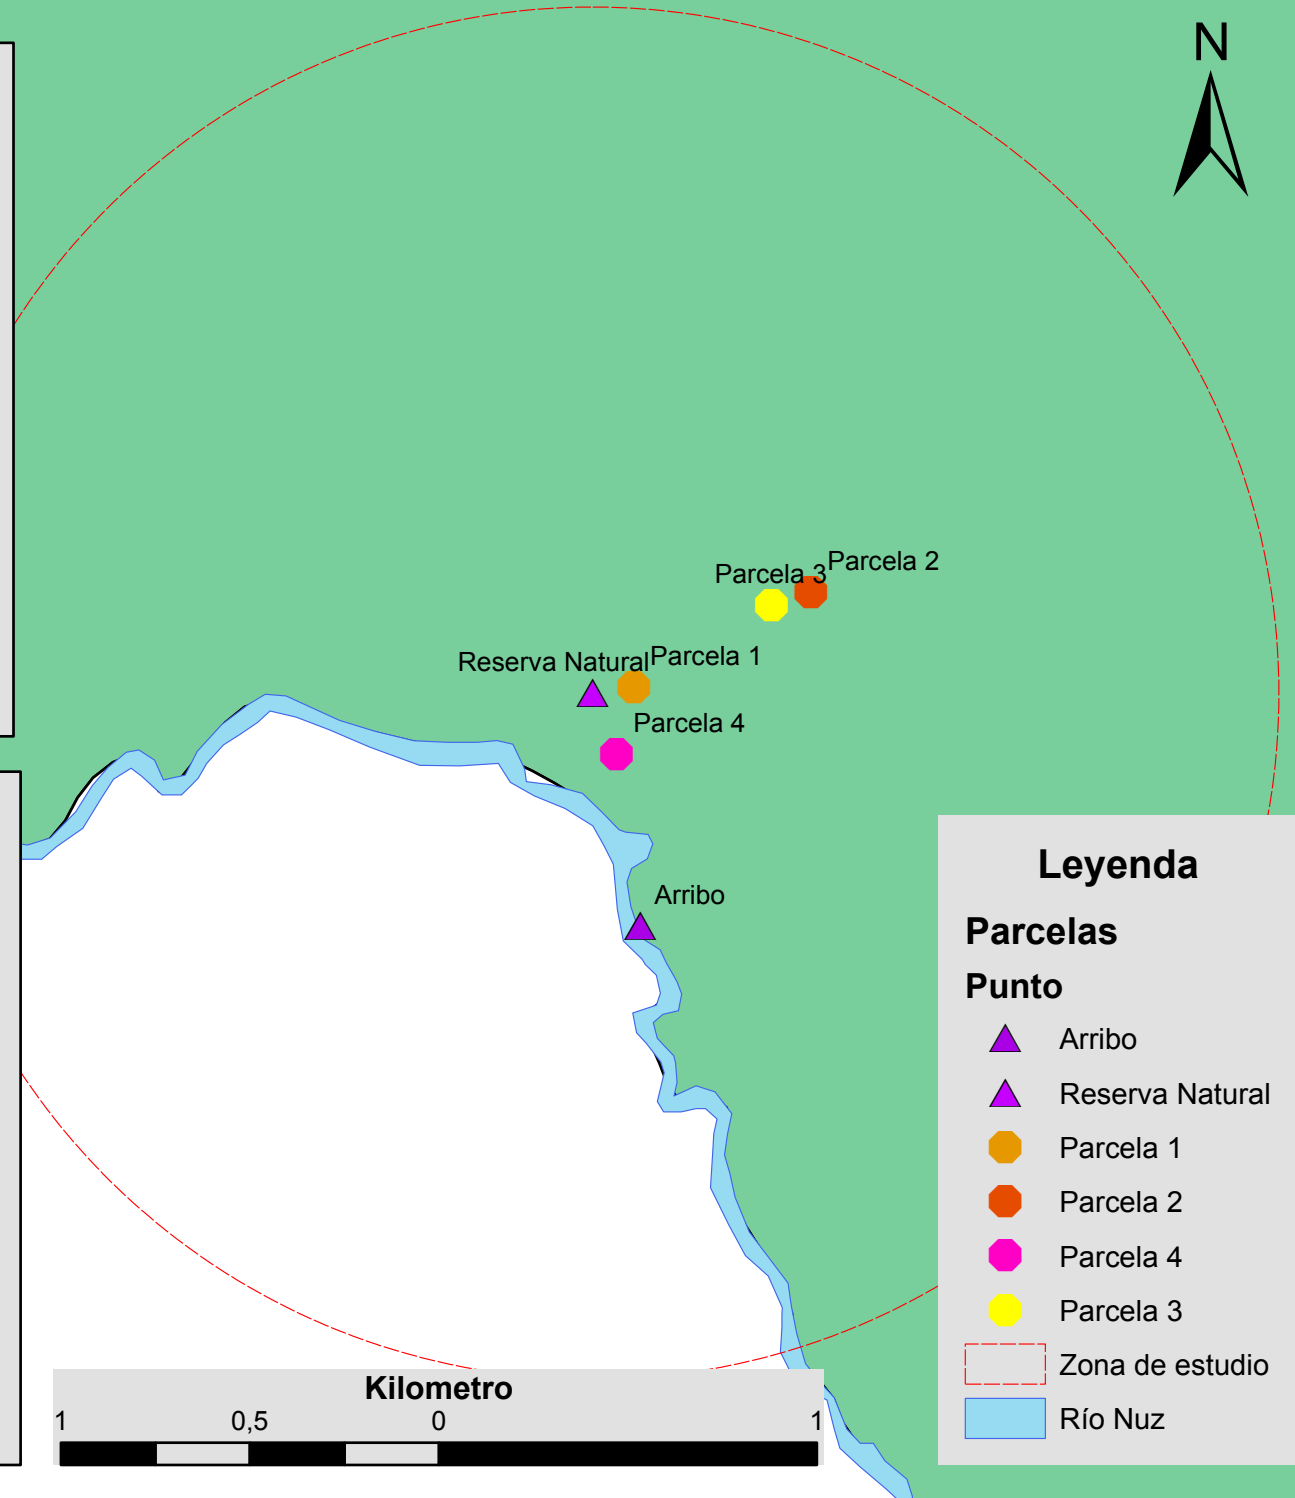 N
Parcela 3
Parcela 2
Reserva Natural
Parcela 1
Parcela 4
Arribo
Leyenda
Parcelas
Punto
Arribo
Reserva Natural
Parcela 1
Parcela 2
Parcela 4
Parcela 3
Zona de estudio
Río Nuz
Kilometro
1 0,5 0 1